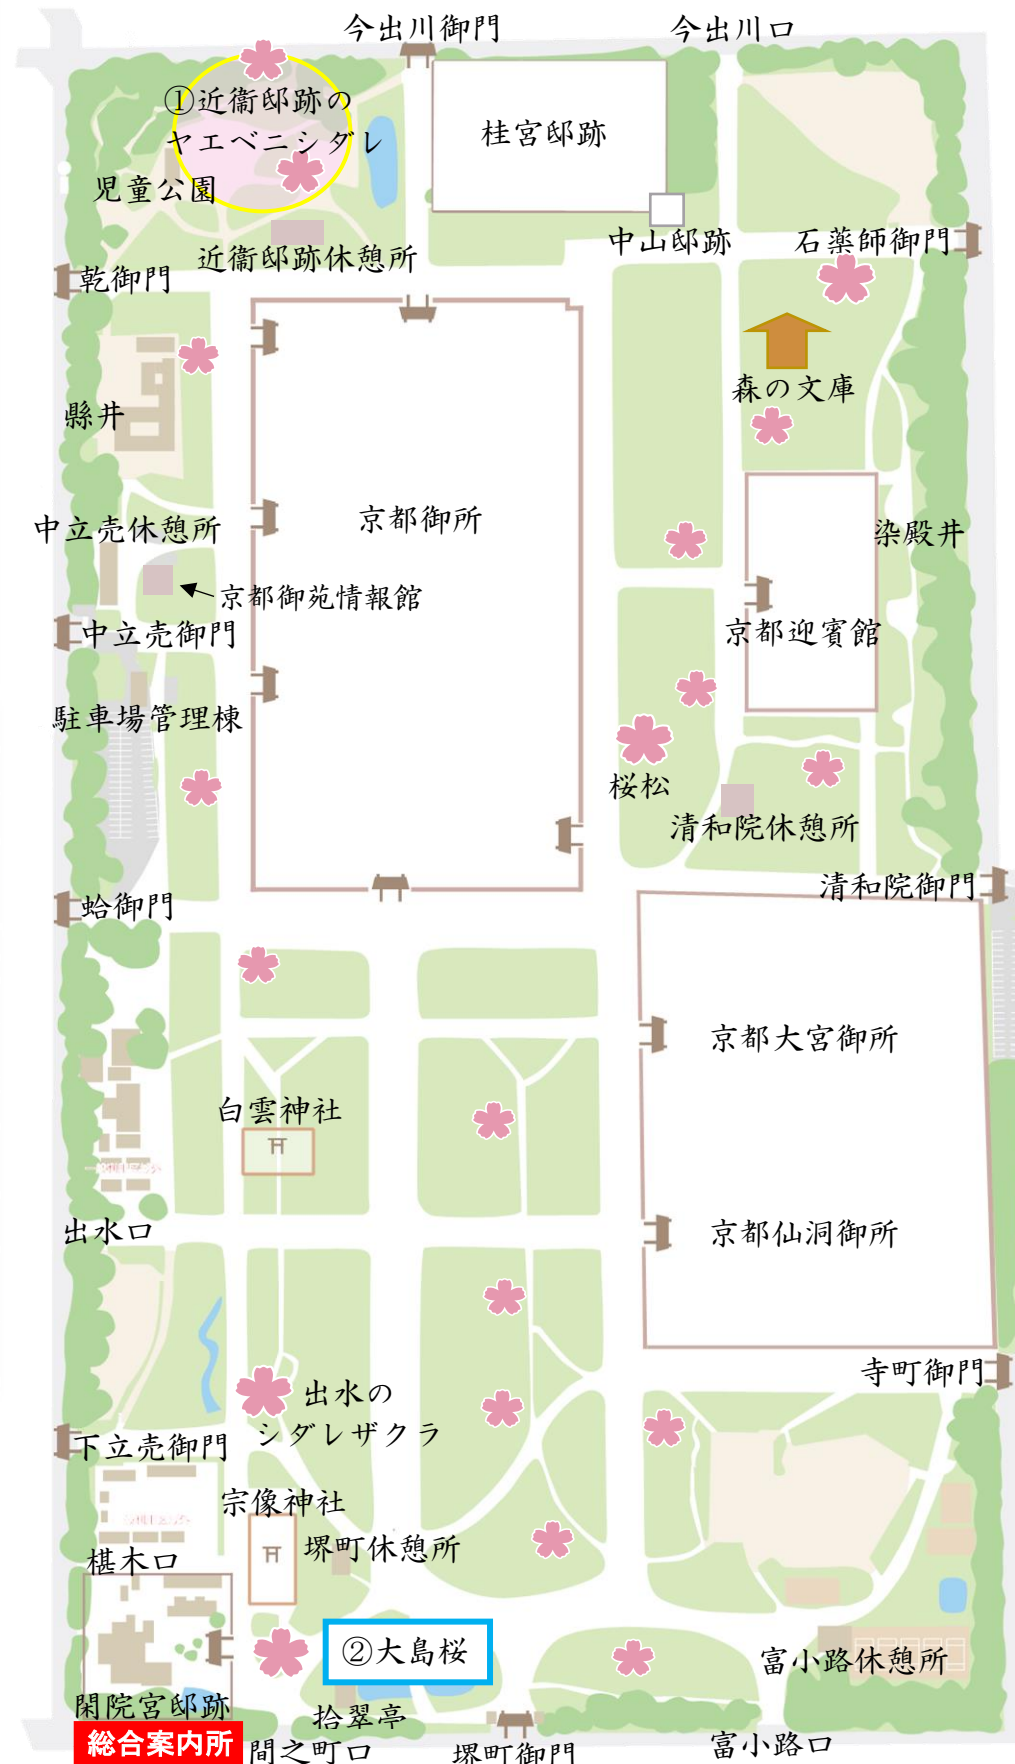 今出川御門
今出川口
①近衞邸跡の
ヤエベニシダレ
児童公園
桂宮邸跡
近衞邸跡休憩所
中山邸跡
石薬師御門
乾御門
森の文庫
縣井
中立売休憩所
京都御所
染殿井
京都御苑情報館
中立売御門
京都迎賓館
駐車場管理棟
桜松
清和院休憩所
蛤御門
清和院御門
京都大宮御所
白雲神社
出水口
京都仙洞御所
寺町御門
出水の
シダレザクラ
下立売御門
宗像神社
堺町休憩所
椹木口
②大島桜
富小路休憩所
閑院宮邸跡
拾翠亭
総合案内所
間之町口
堺町御門
富小路口